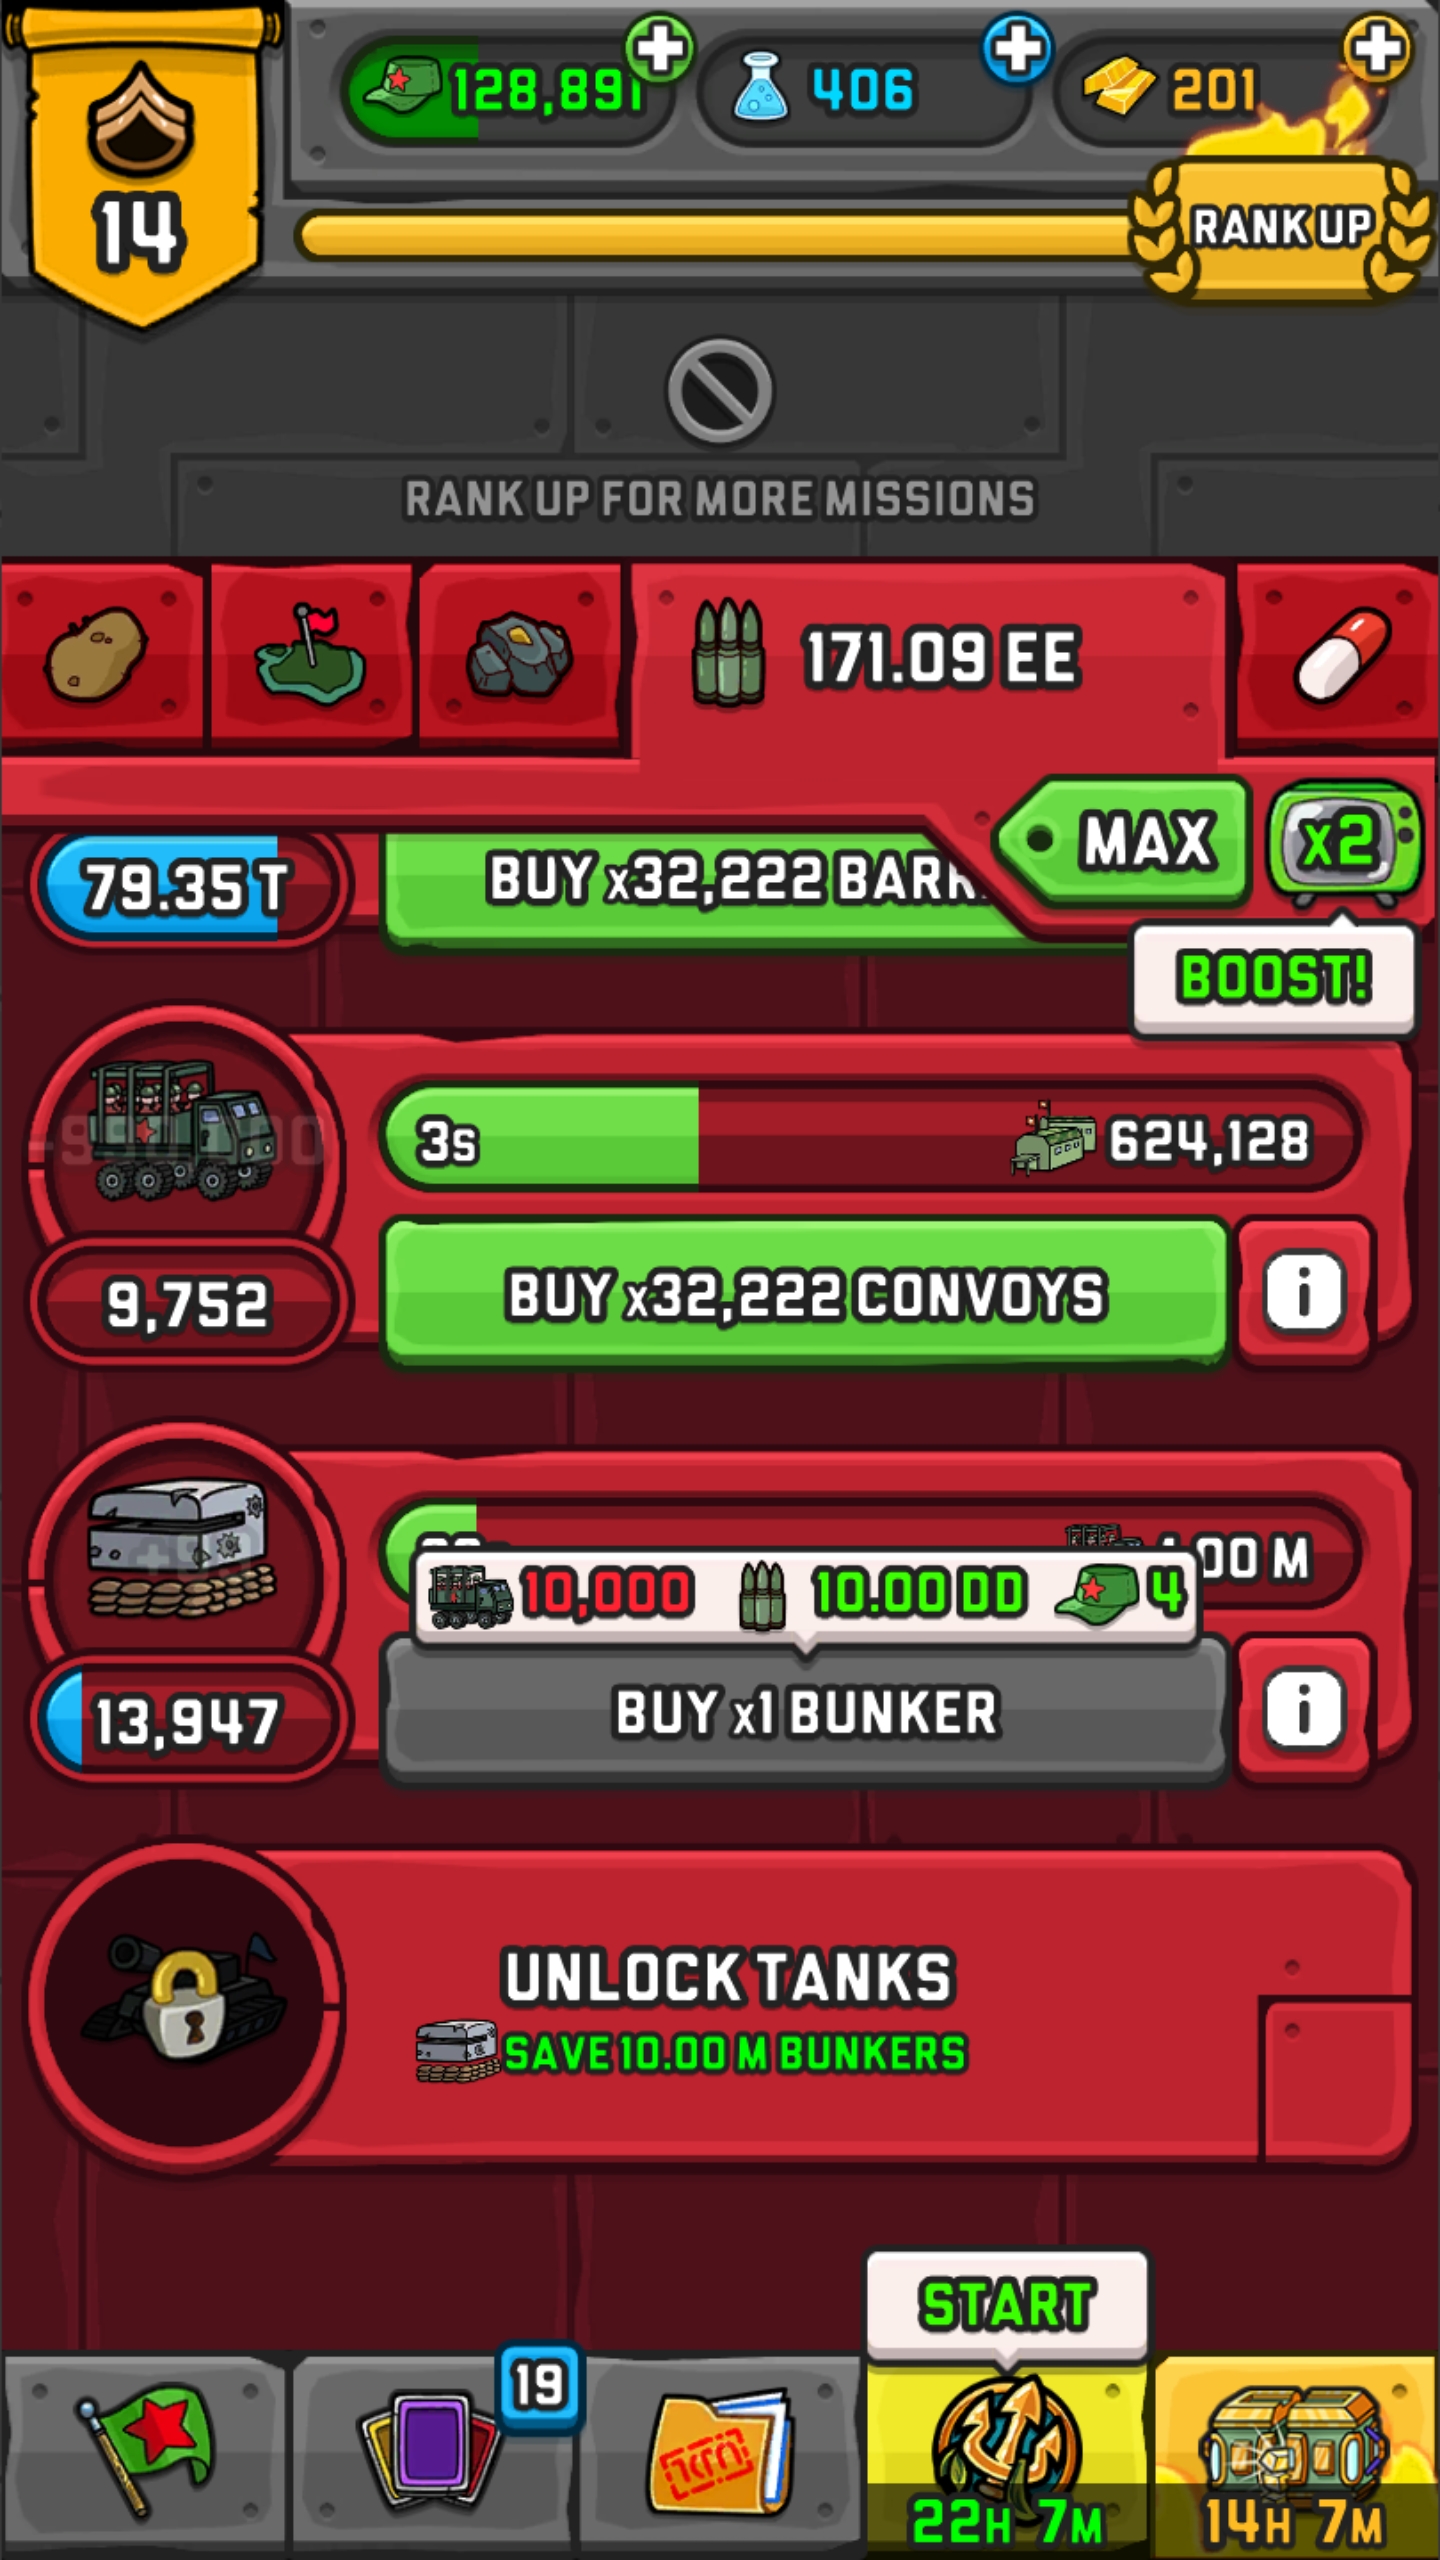 14
128,891
406
201
RANK UP
RANK UP FOR MORE MISSIONS
171.09 EE
MAX
x2
79.35 T
BUY x32,222 BARR
BOOST!
3s
624,128
9,752
BUY x32,222 CONVOYS
i
00 M
10,000
10.00 DD
4
13,947
BUY x1 BUNKER
i
UNLOCK TANKS
SAVE 10.00 M BUNKERS
START
19
22H 7M
14H 7M